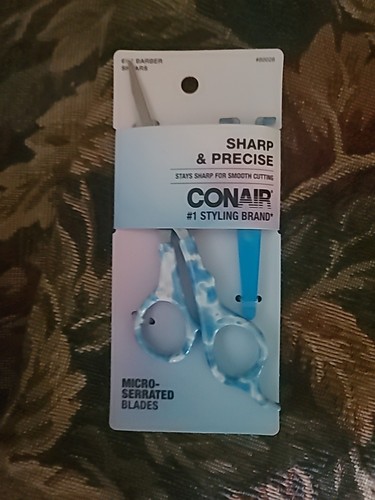 BARBER
SHEARS
SHARP
& PRECISE
STAYS SHARP FOR SMOOTH CUTTING
CONAIR
#1 STYLING BRAND*
MICRO-
SERRATED
BLADES